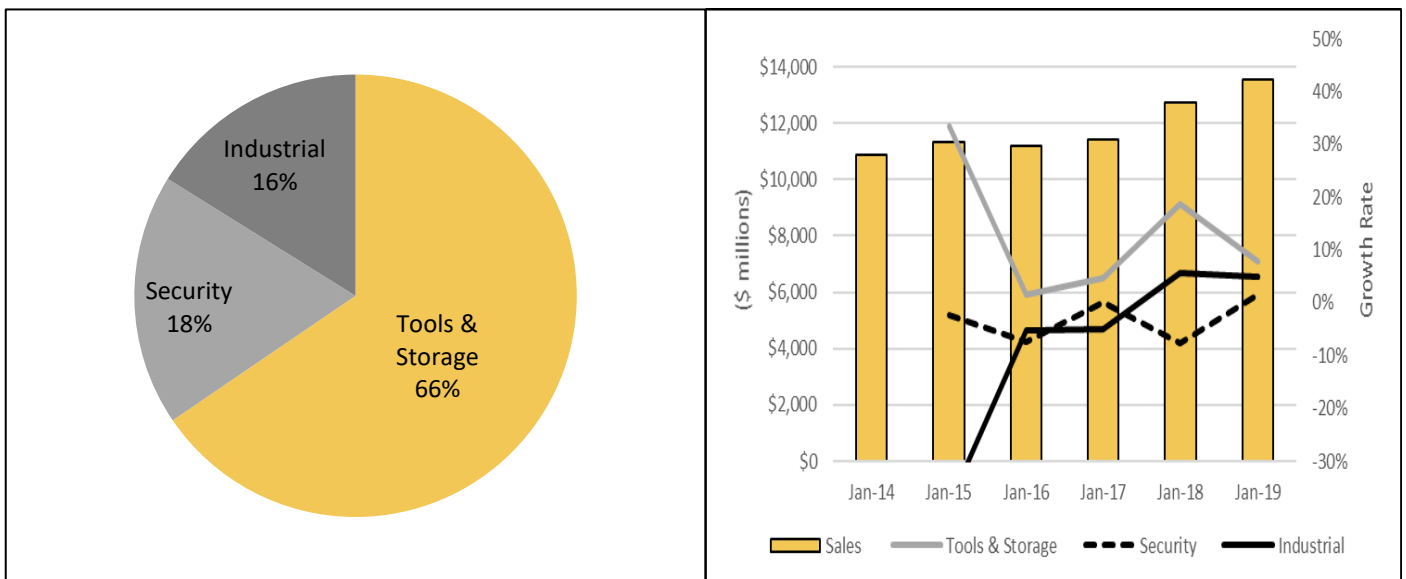 Industrial
16%
Security
18%
Tools &
Storage
66%
($ millions)
$14,000
$12,000
$10,000
$8,000
$6,000
$4,000
$2,000
$0
50%
40%
30%
20%
10%
0%
-10%
-20%
-30%
Growth Rate
Jan-14 Jan-15 Jan-16 Jan-17 Jan-18 Jan-19
Sales Tools & Storage Security Industrial